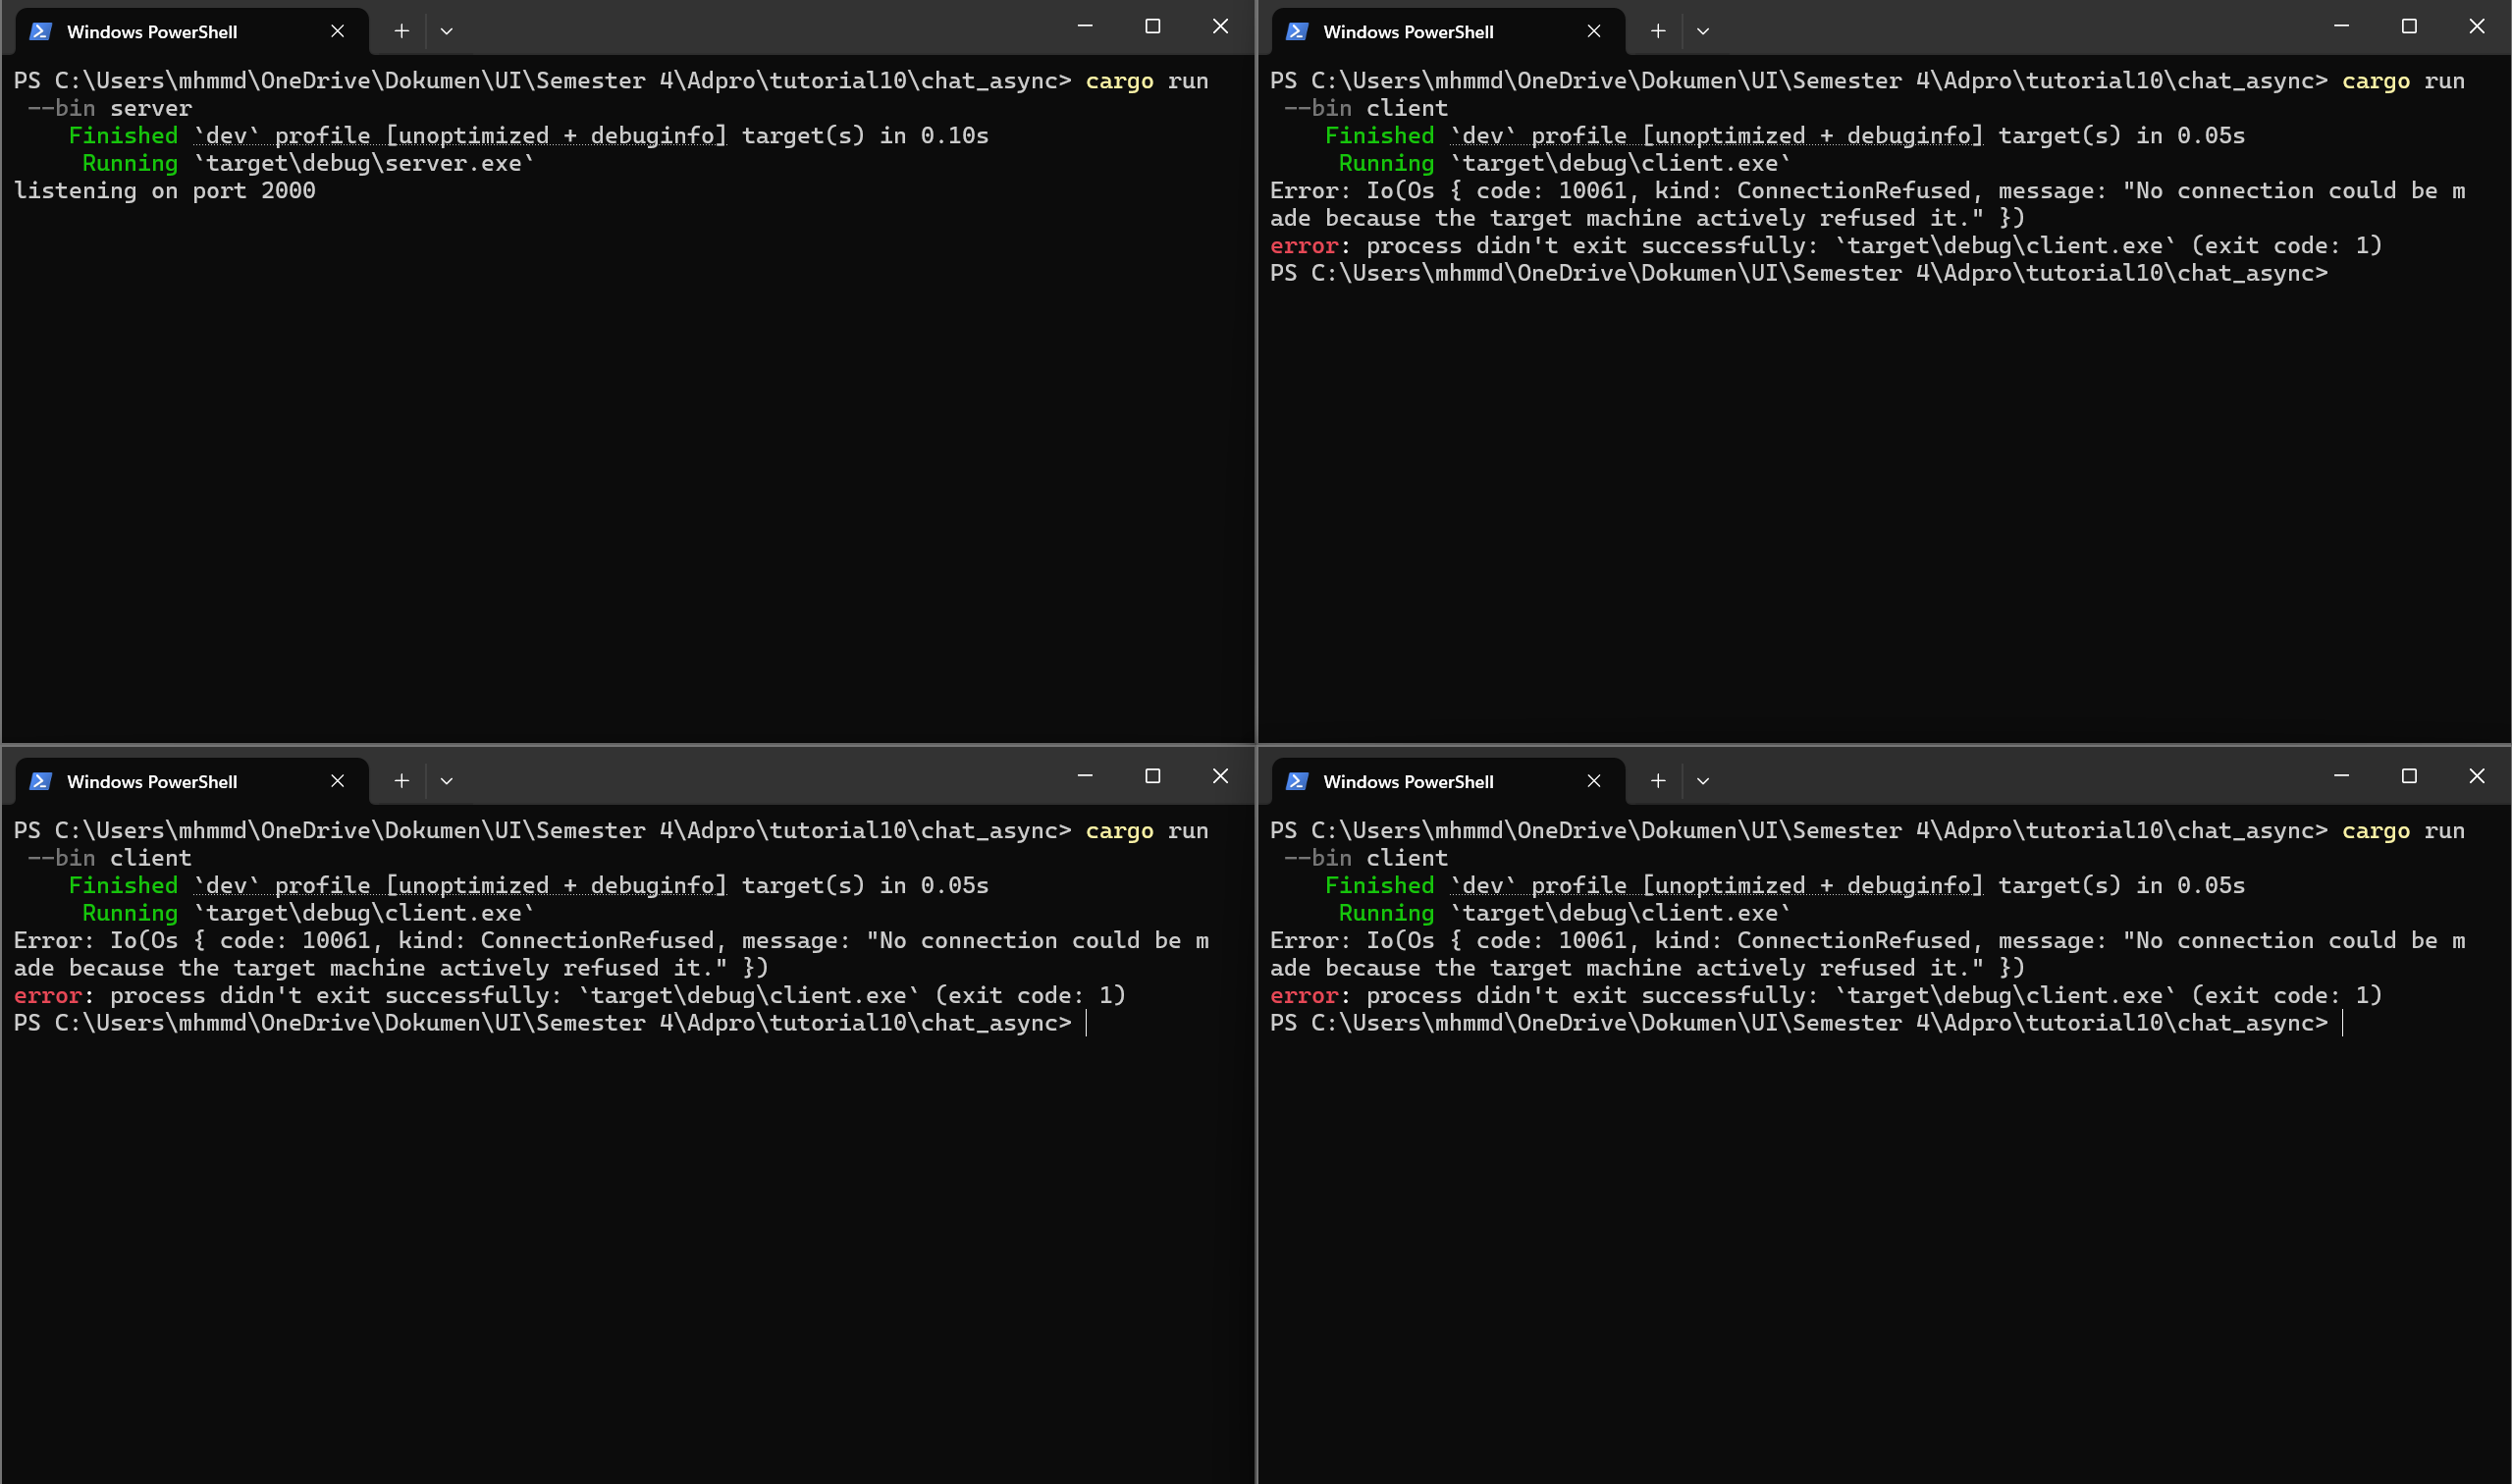 Windows PowerShell
PS C:\Users\mhmmd\OneDrive\Dokumen\UI\Semester 4\Adpro\tutorial10\chat_async> cargo run
 --bin server
    Finished `dev` profile [unoptimized + debuginfo] target(s) in 0.10s
     Running `target\debug\server.exe`
listening on port 2000
Windows PowerShell
PS C:\Users\mhmmd\OneDrive\Dokumen\UI\Semester 4\Adpro\tutorial10\chat_async> cargo run
 --bin client
    Finished `dev` profile [unoptimized + debuginfo] target(s) in 0.05s
     Running `target\debug\client.exe`
Error: Io(Os { code: 10061, kind: ConnectionRefused, message: "No connection could be m
ade because the target machine actively refused it." })
error: process didn't exit successfully: `target\debug\client.exe` (exit code: 1)
PS C:\Users\mhmmd\OneDrive\Dokumen\UI\Semester 4\Adpro\tutorial10\chat_async>
Windows PowerShell
PS C:\Users\mhmmd\OneDrive\Dokumen\UI\Semester 4\Adpro\tutorial10\chat_async> cargo run
 --bin client
    Finished `dev` profile [unoptimized + debuginfo] target(s) in 0.05s
     Running `target\debug\client.exe`
Error: Io(Os { code: 10061, kind: ConnectionRefused, message: "No connection could be m
ade because the target machine actively refused it." })
error: process didn't exit successfully: `target\debug\client.exe` (exit code: 1)
PS C:\Users\mhmmd\OneDrive\Dokumen\UI\Semester 4\Adpro\tutorial10\chat_async>
Windows PowerShell
PS C:\Users\mhmmd\OneDrive\Dokumen\UI\Semester 4\Adpro\tutorial10\chat_async> cargo run
 --bin client
    Finished `dev` profile [unoptimized + debuginfo] target(s) in 0.05s
     Running `target\debug\client.exe`
Error: Io(Os { code: 10061, kind: ConnectionRefused, message: "No connection could be m
ade because the target machine actively refused it." })
error: process didn't exit successfully: `target\debug\client.exe` (exit code: 1)
PS C:\Users\mhmmd\OneDrive\Dokumen\UI\Semester 4\Adpro\tutorial10\chat_async>